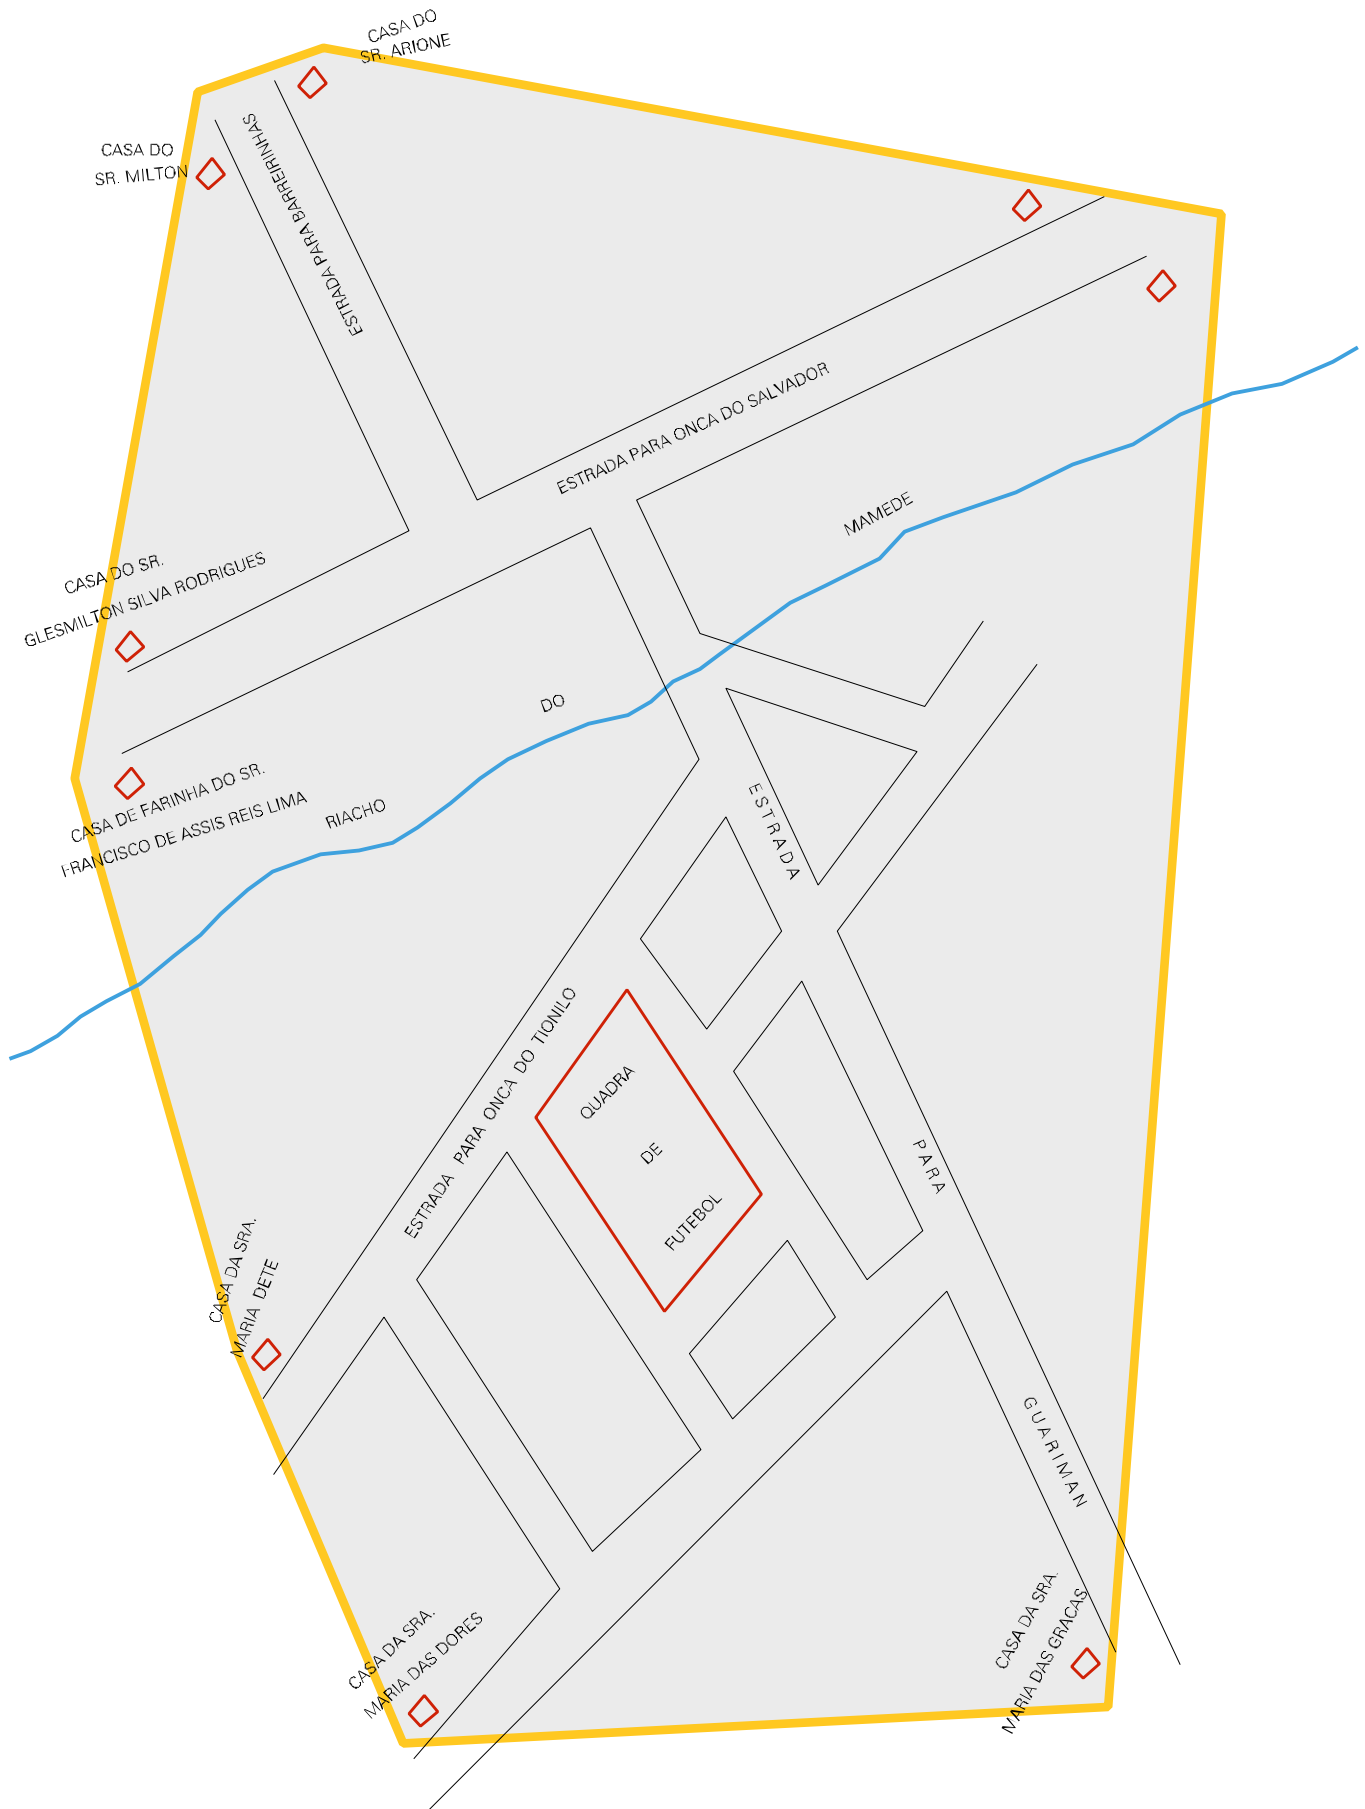 CASA DO
SR. ARIONE
CASA DO
SR. MILTON
ESTRADA PARA BARREIRINHAS
ESTRADA PARA ONCA DO SALVADOR
MAMEDE
CASA DO SR.
GLESMILTON SILVA RODRIGUES
DO
CASA DE FARINHA DO SR.
FRANCISCO DE ASSIS REIS LIMA
RIACHO
ESTRADA
ESTRADA PARA ONCA DO TIONILO
QUADRA
DE
FUTEBOL
PARA
CASA DA SRA.
MARIA DETE
GUARIMAN
CASA DA SRA.
MARIA DAS DORES
CASA DA SRA.
MARIA DAS GRACAS